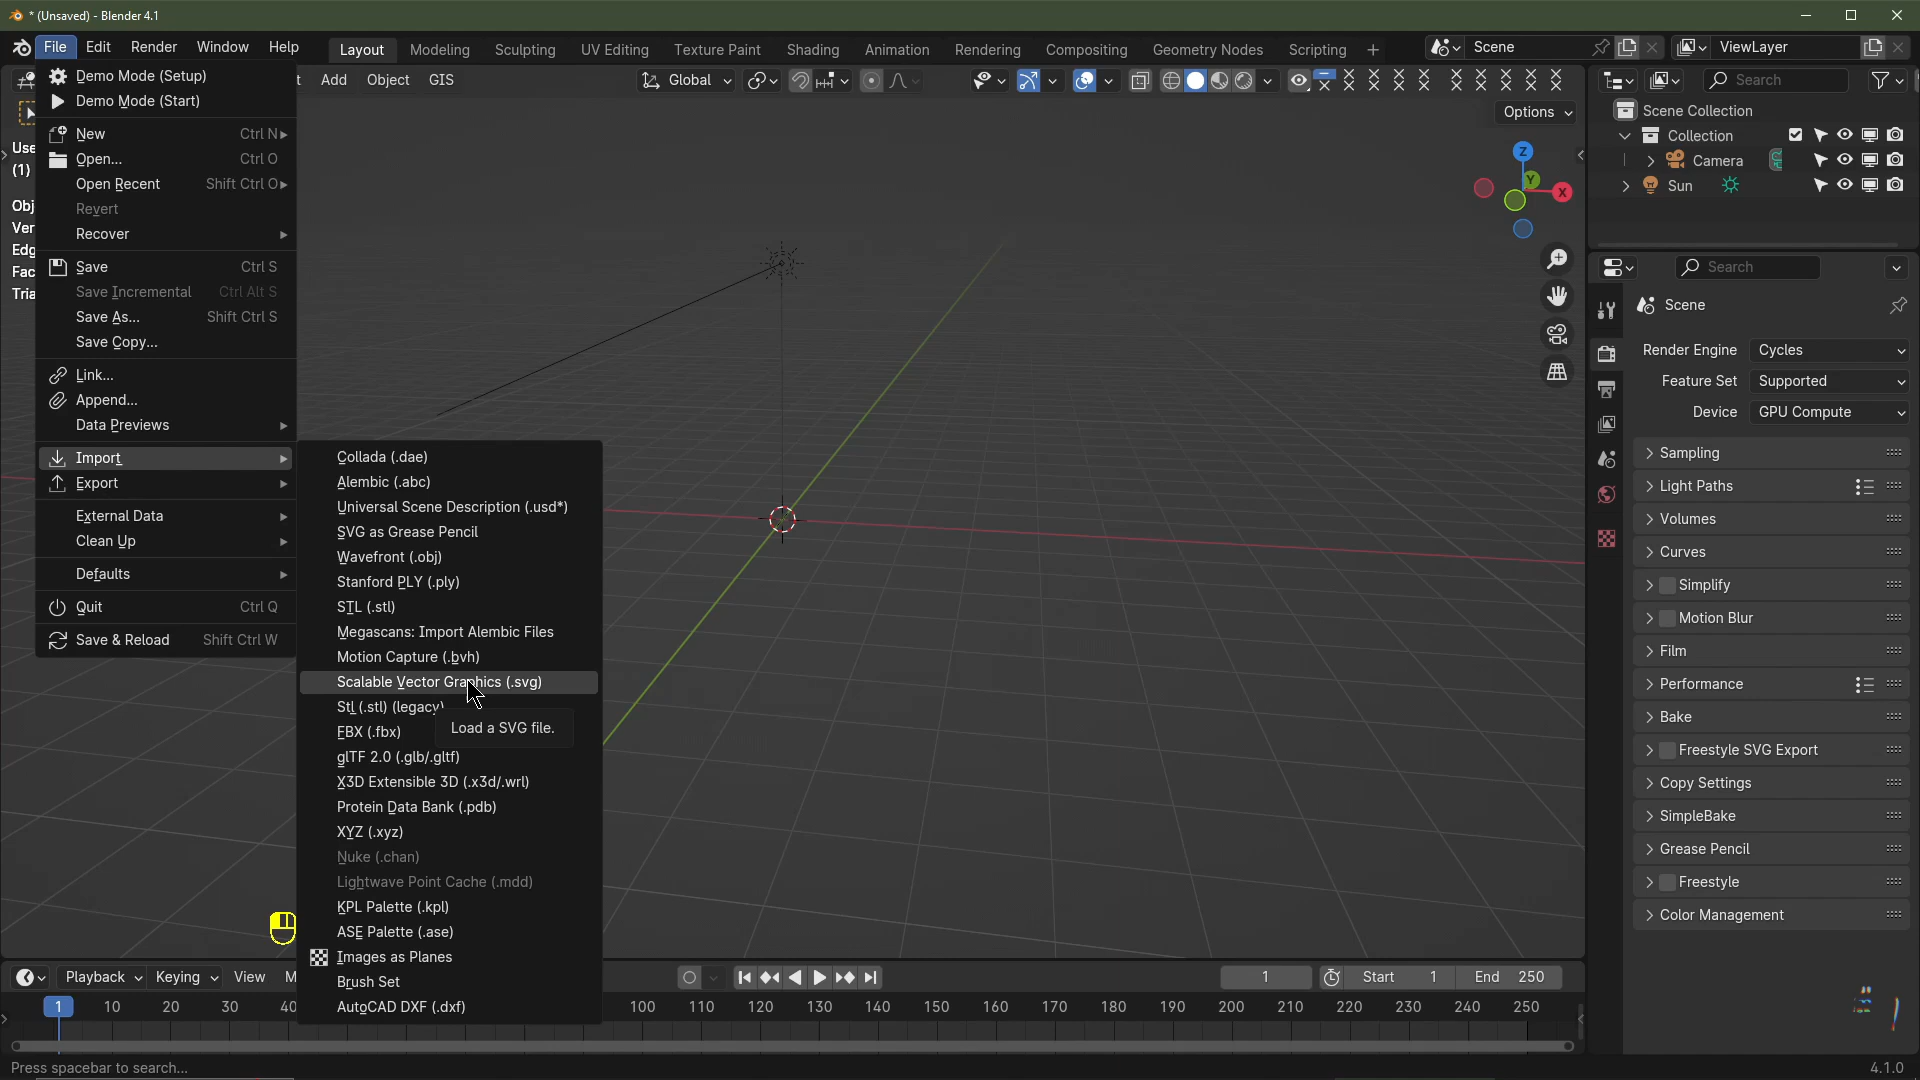 * (Unsaved) - Blender 4.1
File Edit Render Window Help Layout Modeling Sculpting UV Editing Texture Paint Shading Animation Rendering Compositing Geometry Nodes Scripting + Scene ViewLayer
Add Object GIS Global Search
Options
Demo Mode (Setup)
Demo Mode (Start)
New Ctrl N
Open... Ctrl O
Open Recent Shift Ctrl O
Revert
Recover
Save Ctrl S
Save Incremental Ctrl Alt S
Save As... Shift Ctrl S
Save Copy...
Link...
Append...
Data Previews
Import
Export
External Data
Clean Up
Defaults
Quit Ctrl Q
Save & Reload Shift Ctrl W
Use
(1)
Obj
Ver
Edg
Fac
Tria
Collada (.dae)
Alembic (.abc)
Universal Scene Description (.usd*)
SVG as Grease Pencil
Wavefront (.obj)
Stanford PLY (.ply)
STL (.stl)
Megascans: Import Alembic Files
Motion Capture (.bvh)
Scalable Vector Graphics (.svg)
Stl (.stl) (legacy)
Load a SVG file.
FBX (.fbx)
glTF 2.0 (.glb/.gltf)
X3D Extensible 3D (.x3d/.wrl)
Protein Data Bank (.pdb)
XYZ (.xyz)
Nuke (.chan)
Lightwave Point Cache (.mdd)
KPL Palette (.kpl)
ASE Palette (.ase)
Images as Planes
Brush Set
AutoCAD DXF (.dxf)
Z
Y
X
Scene Collection
Collection
Camera
Sun
Search
Scene
Render Engine Cycles
Feature Set Supported
Device GPU Compute
Sampling
Light Paths
Volumes
Curves
Simplify
Motion Blur
Film
Performance
Bake
Freestyle SVG Export
Copy Settings
SimpleBake
Grease Pencil
Freestyle
Color Management
Playback Keying View M 1 Start 1 End 250
1 10 20 30 40 100 110 120 130 140 150 160 170 180 190 200 210 220 230 240 250
Press spacebar to search... 4.1.0